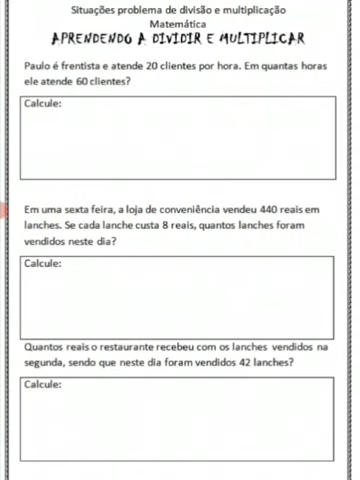 Situações problema de divisão e multiplicação
Matemática
APRENDENDO A DIVIDIR E MULTIPLICAR
Paulo é frentista e atende 20 clientes por hora. Em quantas horas
ele atende 60 clientes?
Calcule:
Em uma sexta feira, a loja de conveniência vendeu 440 reais em
lanches. Se cada lanche custa 8 reais, quantos lanches foram
vendidos neste dia?
Calcule:
Quantos reais o restaurante recebeu com os lanches vendidos na
segunda, sendo que neste dia foram vendidos 42 lanches?
Calcule: